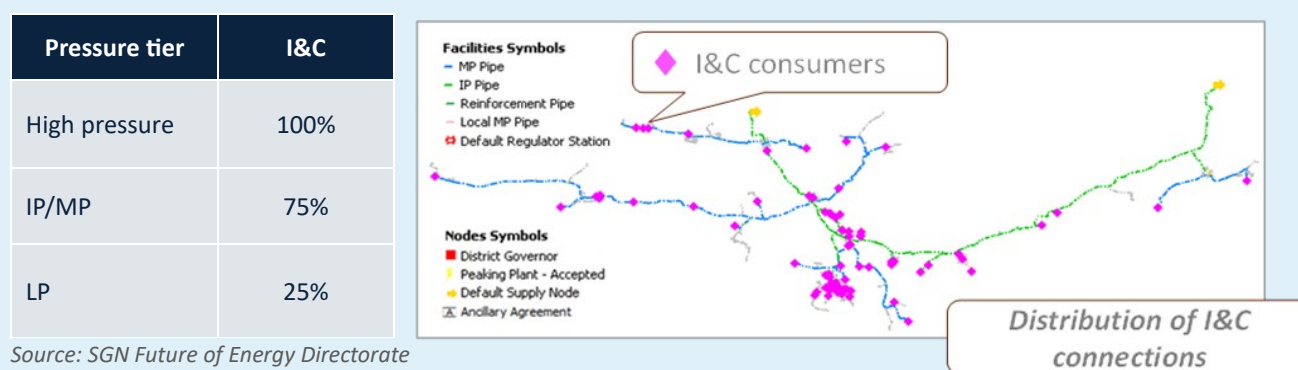 Pressure tier I&C
High pressure 100%
IP/MP 75%
LP 25%
Source: SGN Future of Energy Directorate
Facilities Symbols
MP Pipe
IP Pipe
Reinforcement Pipe
Local MP Pipe
Default Regulator Station
I&C consumers
Nodes Symbols
District Governor
Peaking Plant - Accepted
Default Supply Node
A Ancillary Agreement
Distribution of I&C
connections